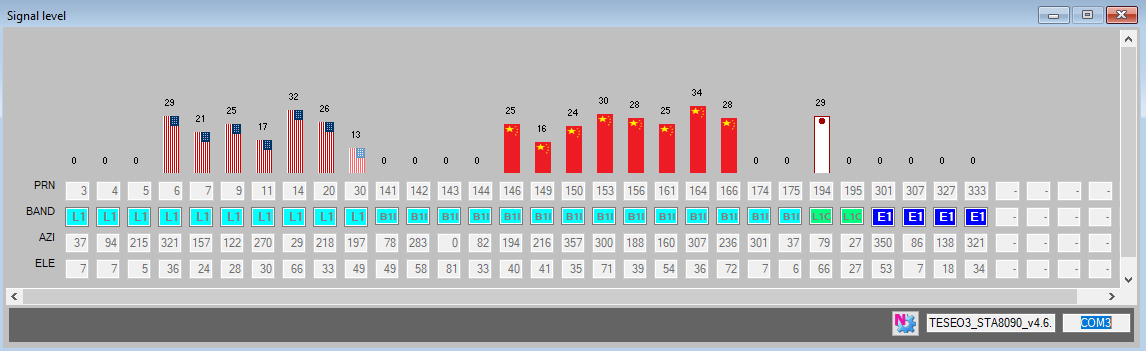 Signal level
34
32
30
29 28 28 29
26
25 25 24 25
21
17 16
13
0 0 0 0 0 0 0 0 0 0 0 0 0 0
PRN 3 4 5 6 7 9 11 14 20 30 141 142 143 144 146 149 150 153 156 161 164 166 174 175 194 195 301 307 327 333 - - - -
BAND L1 L1 L1 L1 L1 L1 L1 L1 L1 L1 B1I B1I B1I B1I B1I B1I B1I B1I B1I B1I B1I B1I B1I B1I L1C L1C E1 E1 E1 E1 - - - -
AZI 37 94 215 321 157 122 270 29 218 197 78 283 0 82 194 216 357 300 188 160 307 236 301 37 79 27 350 86 138 321 - - - -
ELE 7 7 5 36 24 28 30 66 33 49 49 58 81 33 40 41 35 71 39 54 36 72 7 6 66 27 53 7 18 34 - - - -
N
TESEO3_STA8090_v4.6. COM3